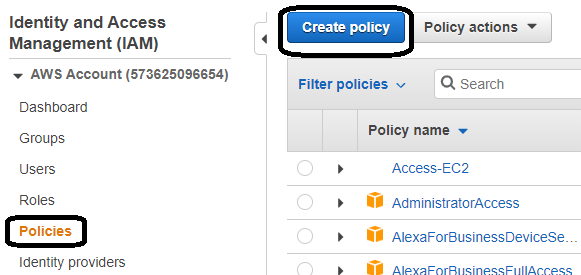 Identity and Access
Management (IAM)
AWS Account (573625096654)
Dashboard
Groups
Users
Roles
Policies
Identity providers
Create policy
Policy actions
Filter policies
Search
Policy name
Access-EC2
AdministratorAccess
AlexaForBusinessDeviceSe...
AlexaForBusinessFullAccess